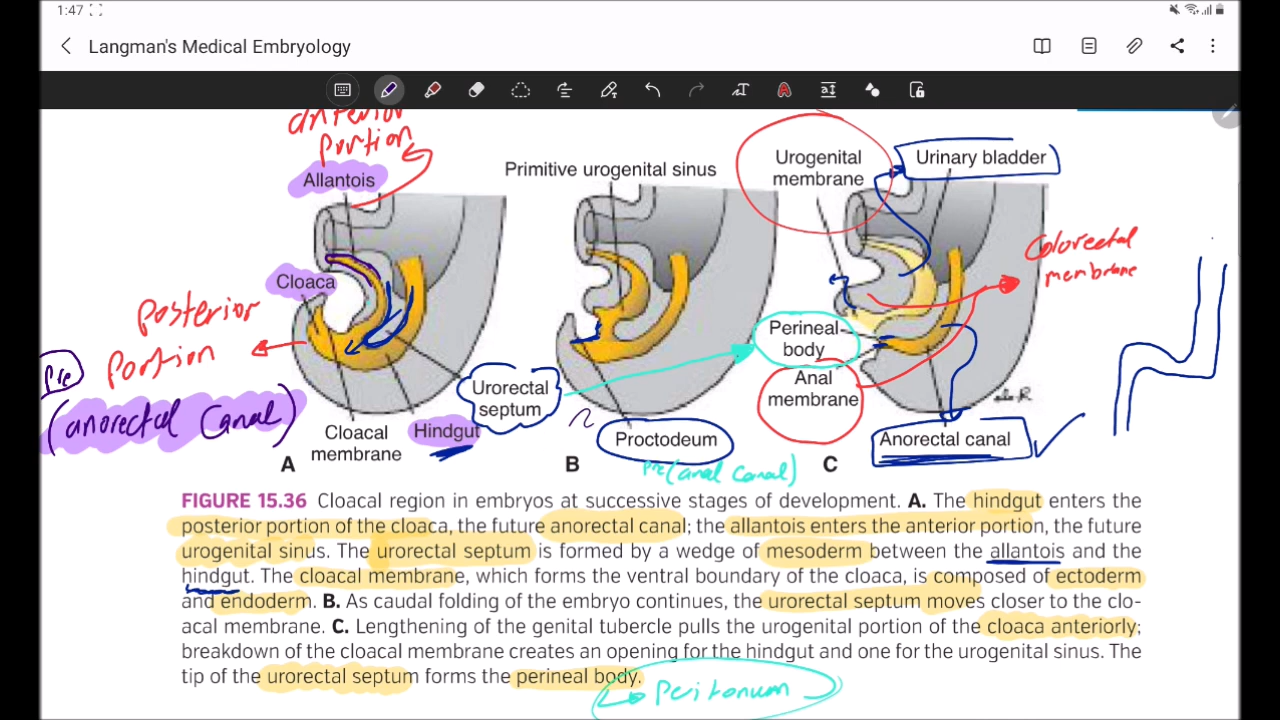 1:47
Langman's Medical Embryology
anterior
portion
Allantois
Primitive urogenital sinus
Urogenital
membrane
Urinary bladder
Colorectal
membrane
Cloaca
Posterior
Portion
Pre
(anorectal Canal)
Urorectal
septum
Perineal
body
Anal
membrane
Cloacal
membrane
Hindgut
Proctodeum
Anorectal canal
A
B
C
Pre (anal Canal)
FIGURE 15.36 Cloacal region in embryos at successive stages of development. A. The hindgut enters the
posterior portion of the cloaca, the future anorectal canal; the allantois enters the anterior portion, the future
urogenital sinus. The urorectal septum is formed by a wedge of mesoderm between the allantois and the
hindgut. The cloacal membrane, which forms the ventral boundary of the cloaca, is composed of ectoderm
and endoderm. B. As caudal folding of the embryo continues, the urorectal septum moves closer to the clo-
acal membrane. C. Lengthening of the genital tubercle pulls the urogenital portion of the cloaca anteriorly;
breakdown of the cloacal membrane creates an opening for the hindgut and one for the urogenital sinus. The
tip of the urorectal septum forms the perineal body.
Peritonum